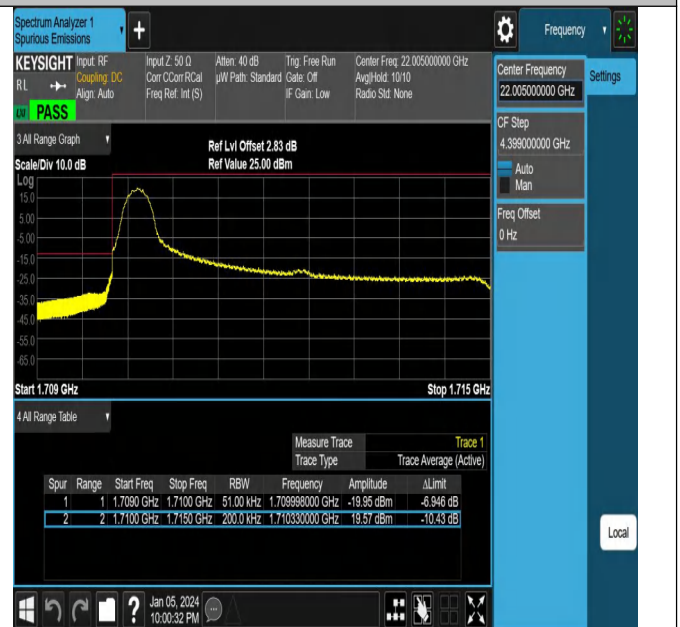 Spectrum Analyzer 1
Spurious Emissions
+
Frequency
KEYSIGHT Input: RF Input Z: 50 Ω Atten: 40 dB Trig: Free Run Center Freq: 22.005000000 GHz
RL Coupling: DC Corr CCorr RCal µW Path: Standard Gate: Off Avg|Hold: 10/10
Align: Auto Freq Ref: Int (S) IF Gain: Low Radio Std: None
LXI PASS
3 All Range Graph
Ref Lvl Offset 2.83 dB
Scale/Div 10.0 dB Ref Value 25.00 dBm
Log
15.0
5.00
-5.00
-15.0
-25.0
-35.0
-45.0
-55.0
-65.0
Start 1.709 GHz Stop 1.715 GHz
4 All Range Table
Measure Trace Trace 1
Trace Type Trace Average (Active)
Spur Range Start Freq Stop Freq RBW Frequency Amplitude ΔLimit
1 1 1.7090 GHz 1.7100 GHz 51.00 kHz 1.709998000 GHz -19.95 dBm -6.946 dB
2 2 1.7100 GHz 1.7150 GHz 200.0 kHz 1.710330000 GHz 19.57 dBm -10.43 dB
Center Frequency
22.005000000 GHz
Settings
CF Step
4.399000000 GHz
Auto
Man
Freq Offset
0 Hz
Local
?
Jan 05, 2024
10:00:32 PM